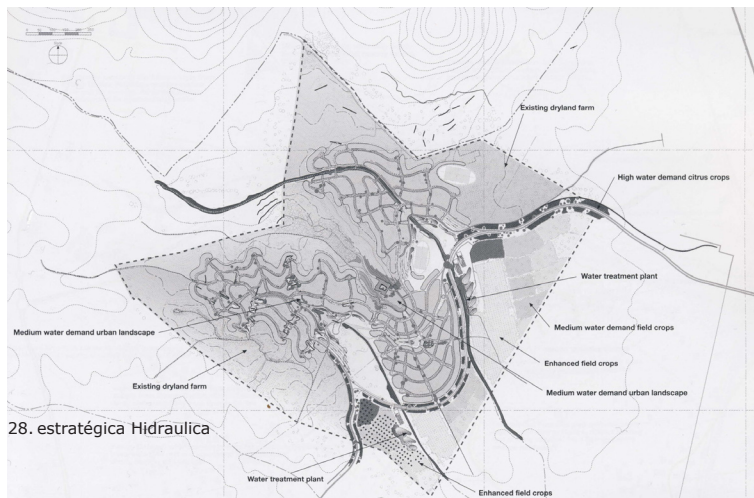 Existing dryland farm
High water demand citrus crops
Water treatment plant
Medium water demand field crops
Medium water demand urban landscape
Enhanced field crops
Existing dryland farm
Medium water demand urban landscape
28. estratégica Hidraulica
Water treatment plant
Enhanced field crops